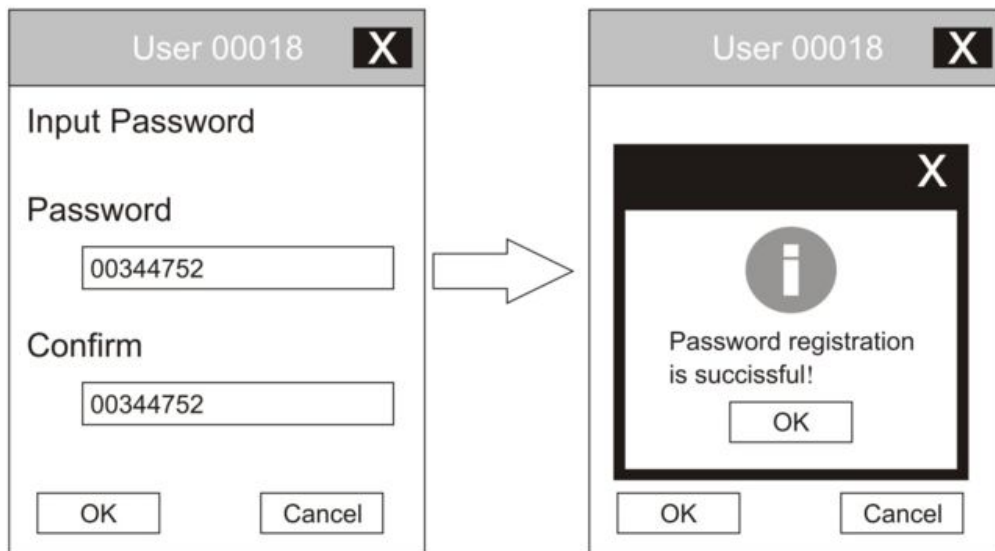 User 00018 X
Input Password
Password
00344752
Confirm
00344752
OK Cancel
User 00018 X
X
i
Password registration
is succissful!
OK
OK Cancel